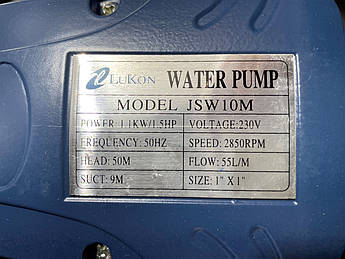 LUKON WATER PUMP
MODEL JSW10M
POWER: 1.1KW/1.5HP VOLTAGE:230V
FREQUENCY: 50HZ SPEED: 2850RPM
HEAD: 50M FLOW: 55L/M
SUCT: 9M SIZE: 1" X 1"